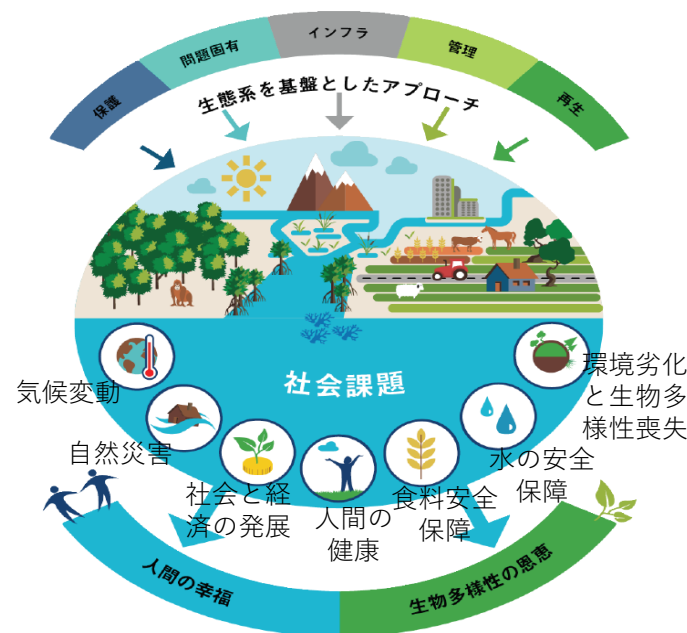 保護
問題固有
インフラ
管理
再生
生態系を基盤としたアプローチ
社会課題
気候変動
自然災害
社会と経
済の発展
人間の
健康
食料安全
保障
水の安全
保障
環境劣化
と生物多
様性喪失
人間の幸福
生物多様性の恩恵